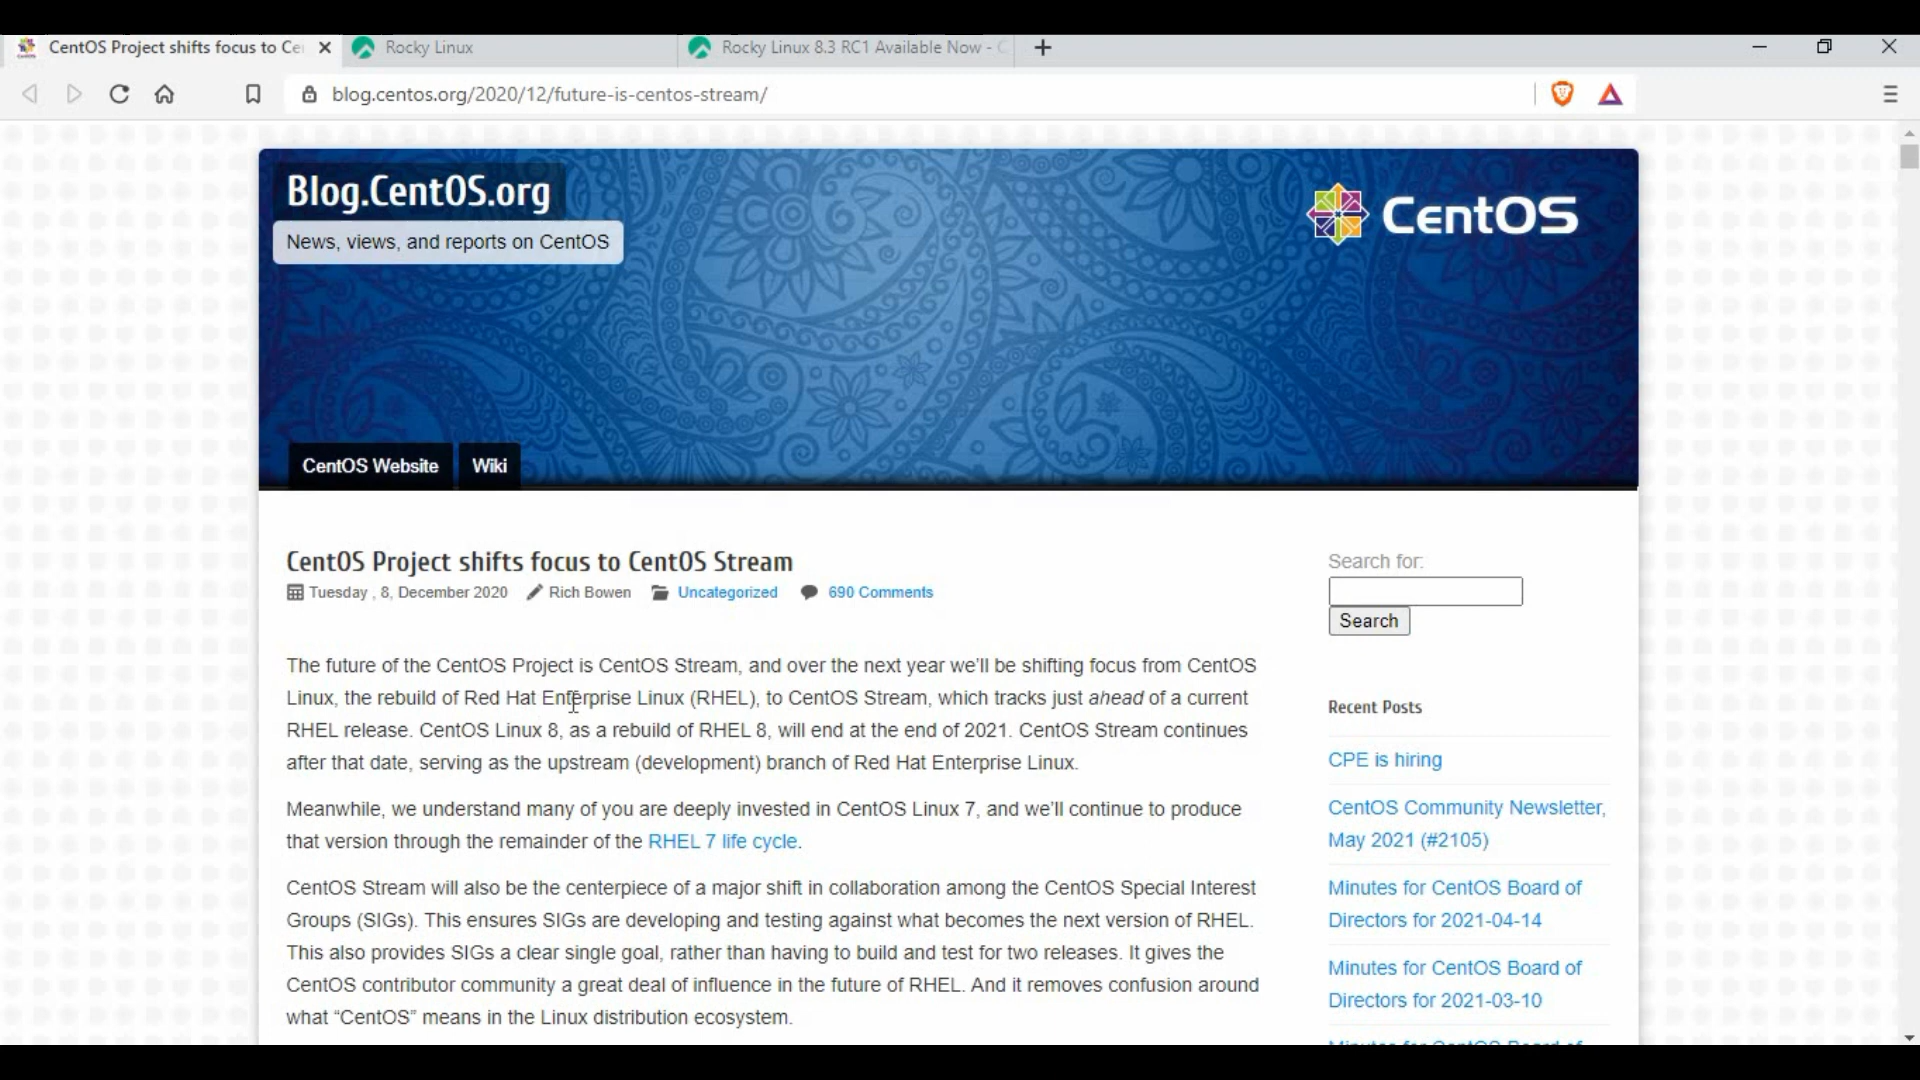 CentOS Project shifts focus to Ce
Rocky Linux
Rocky Linux 8.3 RC1 Available Now -
blog.centos.org/2020/12/future-is-centos-stream/
Blog.CentOS.org
News, views, and reports on CentOS
CentOS
CentOS Website
Wiki
CentOS Project shifts focus to CentOS Stream
Tuesday , 8, December 2020 Rich Bowen Uncategorized 690 Comments
The future of the CentOS Project is CentOS Stream, and over the next year we’ll be shifting focus from CentOS
Linux, the rebuild of Red Hat Enterprise Linux (RHEL), to CentOS Stream, which tracks just ahead of a current
RHEL release. CentOS Linux 8, as a rebuild of RHEL 8, will end at the end of 2021. CentOS Stream continues
after that date, serving as the upstream (development) branch of Red Hat Enterprise Linux.
Meanwhile, we understand many of you are deeply invested in CentOS Linux 7, and we’ll continue to produce
that version through the remainder of the RHEL 7 life cycle.
CentOS Stream will also be the centerpiece of a major shift in collaboration among the CentOS Special Interest
Groups (SIGs). This ensures SIGs are developing and testing against what becomes the next version of RHEL.
This also provides SIGs a clear single goal, rather than having to build and test for two releases. It gives the
CentOS contributor community a great deal of influence in the future of RHEL. And it removes confusion around
what “CentOS” means in the Linux distribution ecosystem.
Search for:
Search
Recent Posts
CPE is hiring
CentOS Community Newsletter,
May 2021 (#2105)
Minutes for CentOS Board of
Directors for 2021-04-14
Minutes for CentOS Board of
Directors for 2021-03-10
Minutes for CentOS Board of